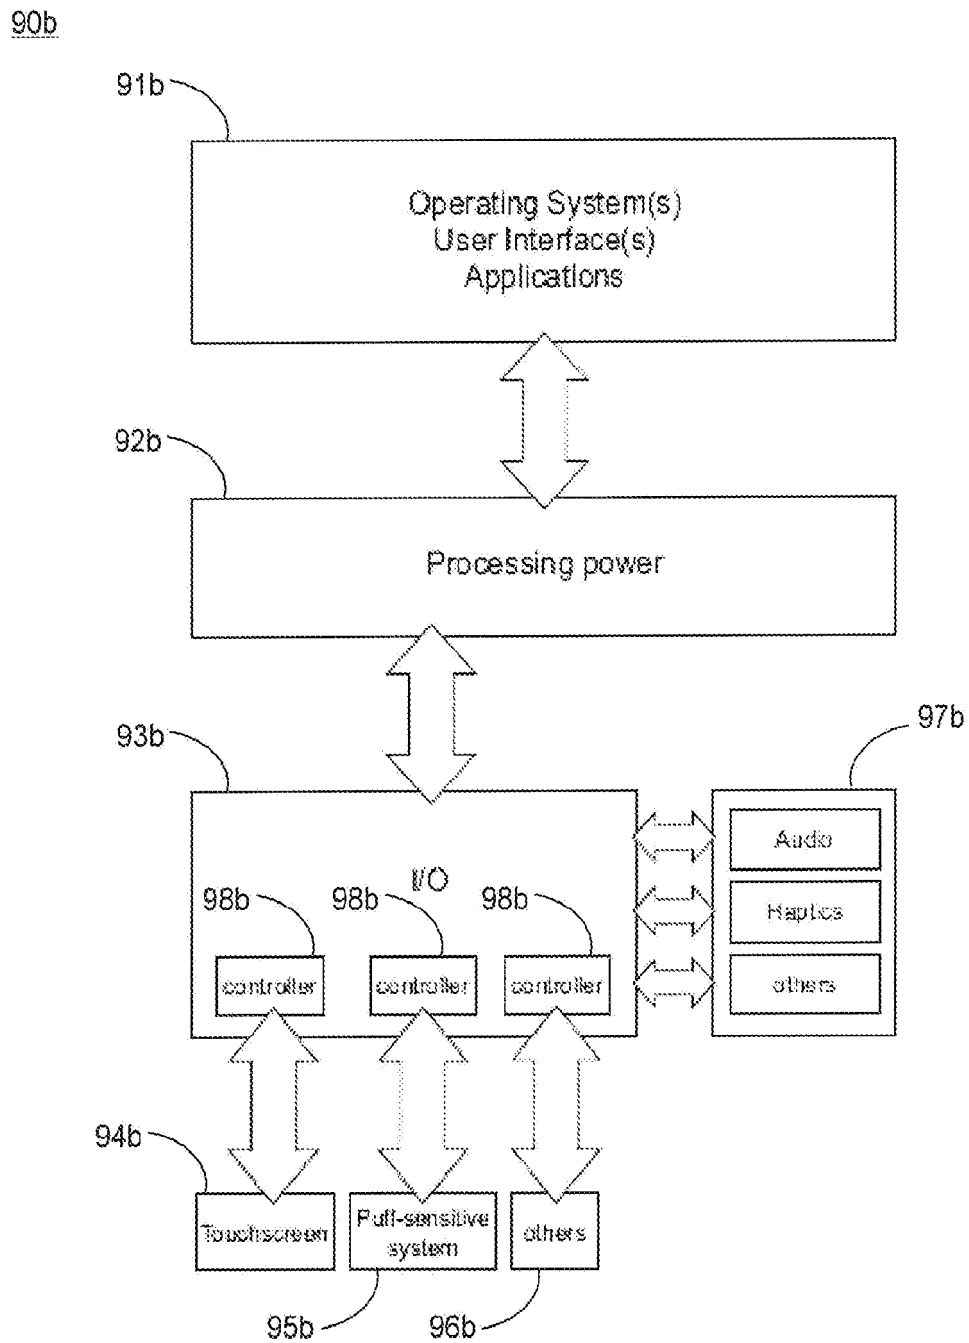 90b
91b
Operating System(s)
User Interface(s)
Applications
92b
Processing power
93b
97b
I/O
98b
98b
98b
controller
controller
controller
Audio
Haptics
others
94b
Touchscreen
Pull-sensitive
system
others
95b
96b